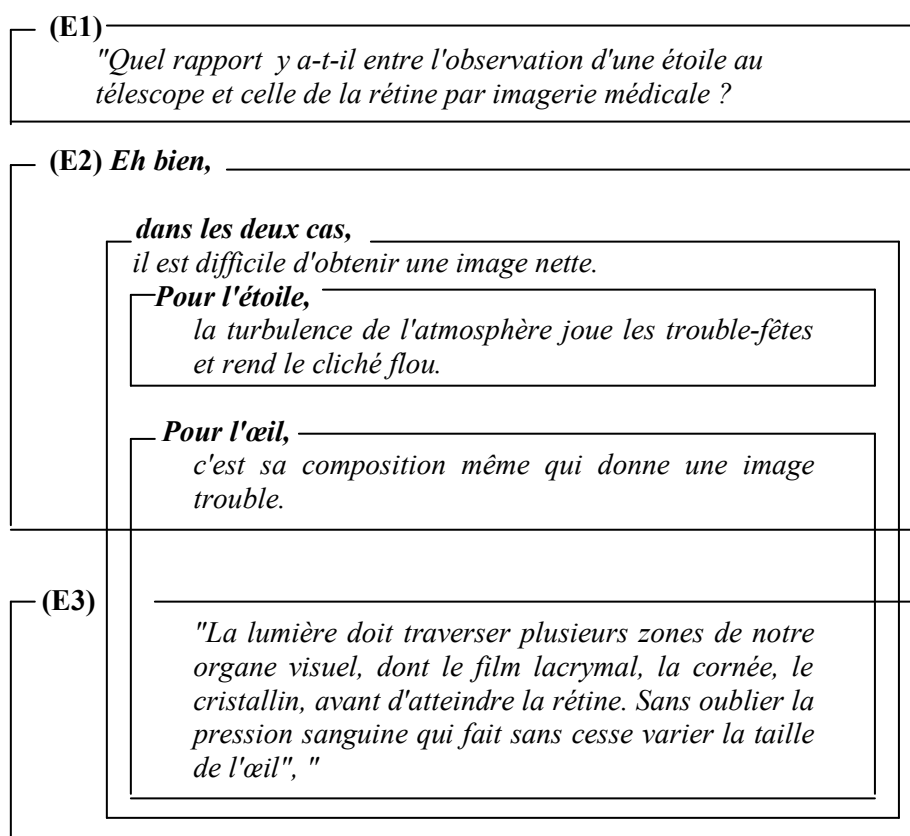 (E1)
"Quel rapport y a-t-il entre l'observation d'une étoile au
télescope et celle de la rétine par imagerie médicale ?
(E2) Eh bien,
dans les deux cas,
il est difficile d'obtenir une image nette.
Pour l'étoile,
la turbulence de l'atmosphère joue les trouble-fêtes
et rend le cliché flou.
Pour l'œil,
c'est sa composition même qui donne une image
trouble.
(E3)
"La lumière doit traverser plusieurs zones de notre
organe visuel, dont le film lacrymal, la cornée, le
cristallin, avant d'atteindre la rétine. Sans oublier la
pression sanguine qui fait sans cesse varier la taille
de l'œil", "